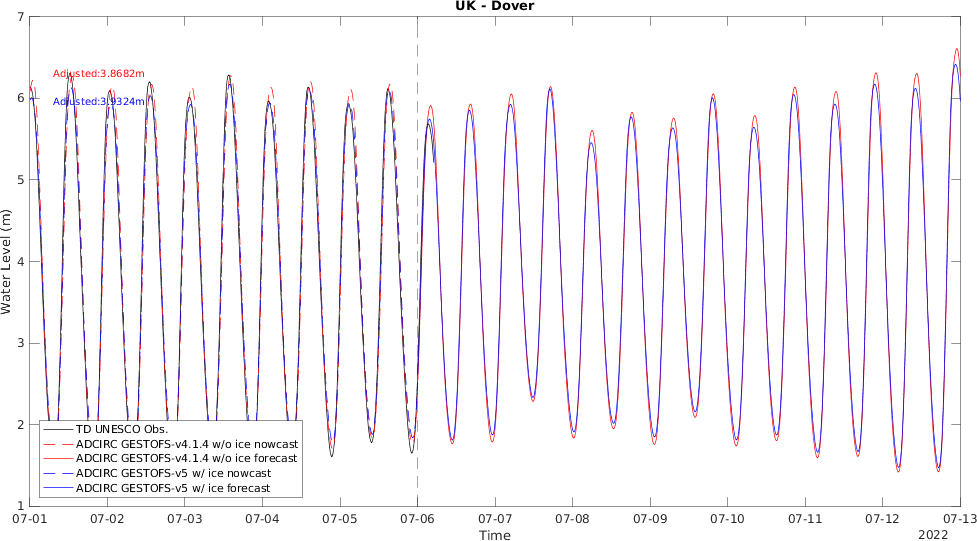 UK - Dover
7
6
5
4
3
2
1
Water Level (m)
Adjusted:3.8682m
Adjusted:3.9324m
TD UNESCO Obs.
ADCIRC GESTOFS-v4.1.4 w/o ice nowcast
ADCIRC GESTOFS-v4.1.4 w/o ice forecast
ADCIRC GESTOFS-v5 w/ ice nowcast
ADCIRC GESTOFS-v5 w/ ice forecast
07-01 07-02 07-03 07-04 07-05 07-06 07-07 07-08 07-09 07-10 07-11 07-12 07-13
Time
2022